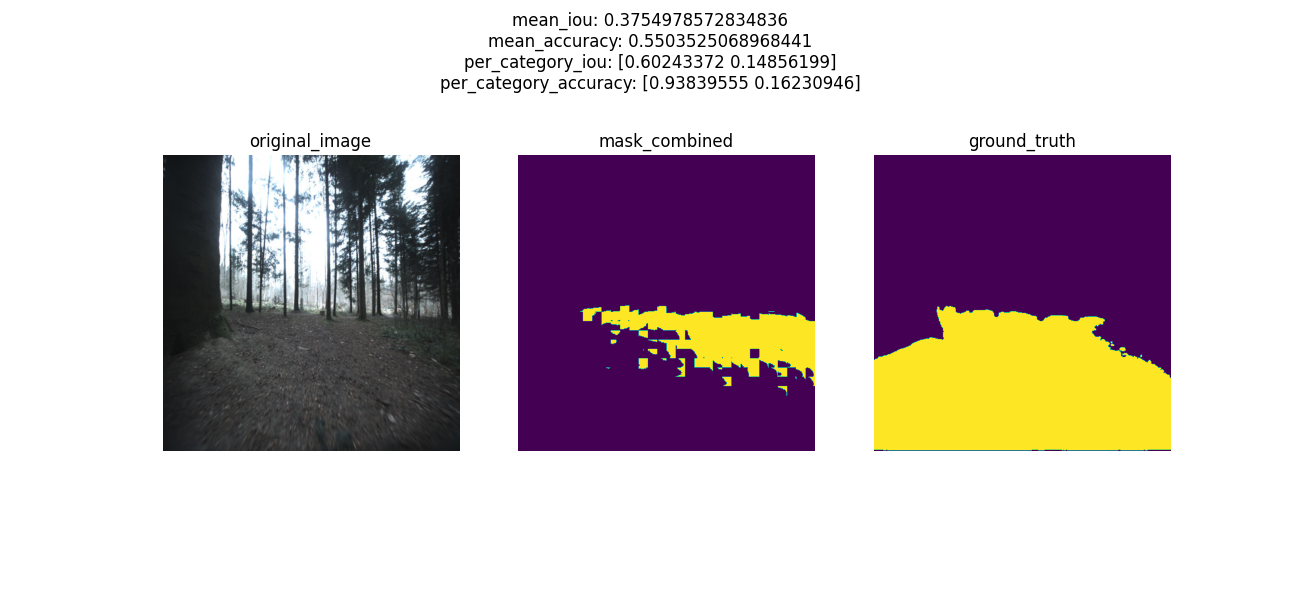 mean_iou: 0.3754978572834836
mean_accuracy: 0.5503525068968441
per_category_iou: [0.60243372 0.14856199]
per_category_accuracy: [0.93839555 0.16230946]
original_image
mask_combined
ground_truth